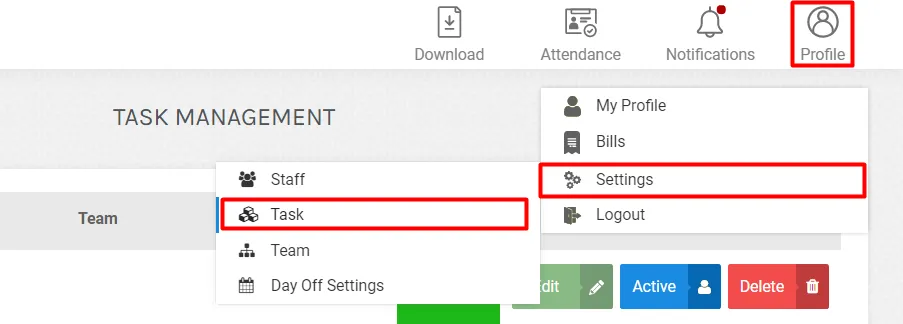 Download
Attendance
Notifications
Profile
TASK MANAGEMENT
My Profile
Bills
Settings
Logout
Staff
Task
Team
Day Off Settings
Team
Edit
Active
Delete